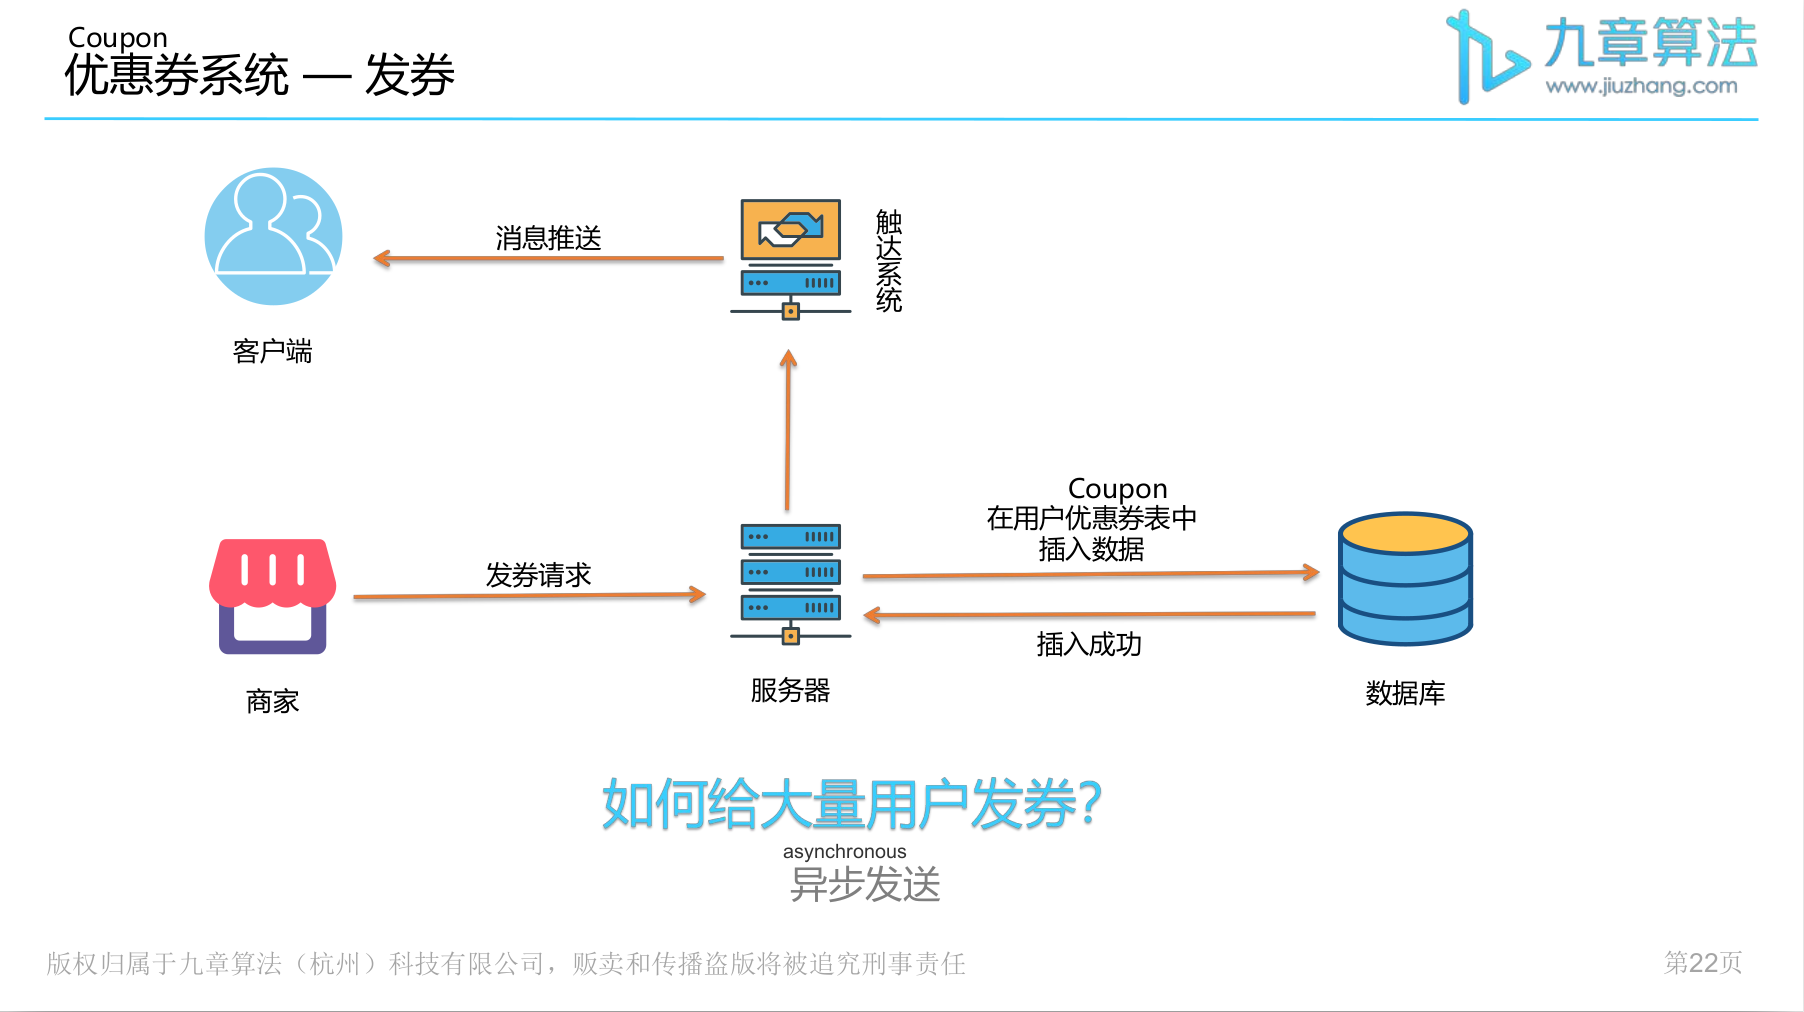 Coupon
优惠券系统 — 发券
九章算法
www.jiuzhang.com
消息推送
触达系统
客户端
Coupon
在用户优惠券表中
插入数据
发券请求
插入成功
商家
服务器
数据库
如何给大量用户发券?
asynchronous
异步发送
版权归属于九章算法（杭州）科技有限公司，贩卖和传播盗版将被追究刑事责任
第22页